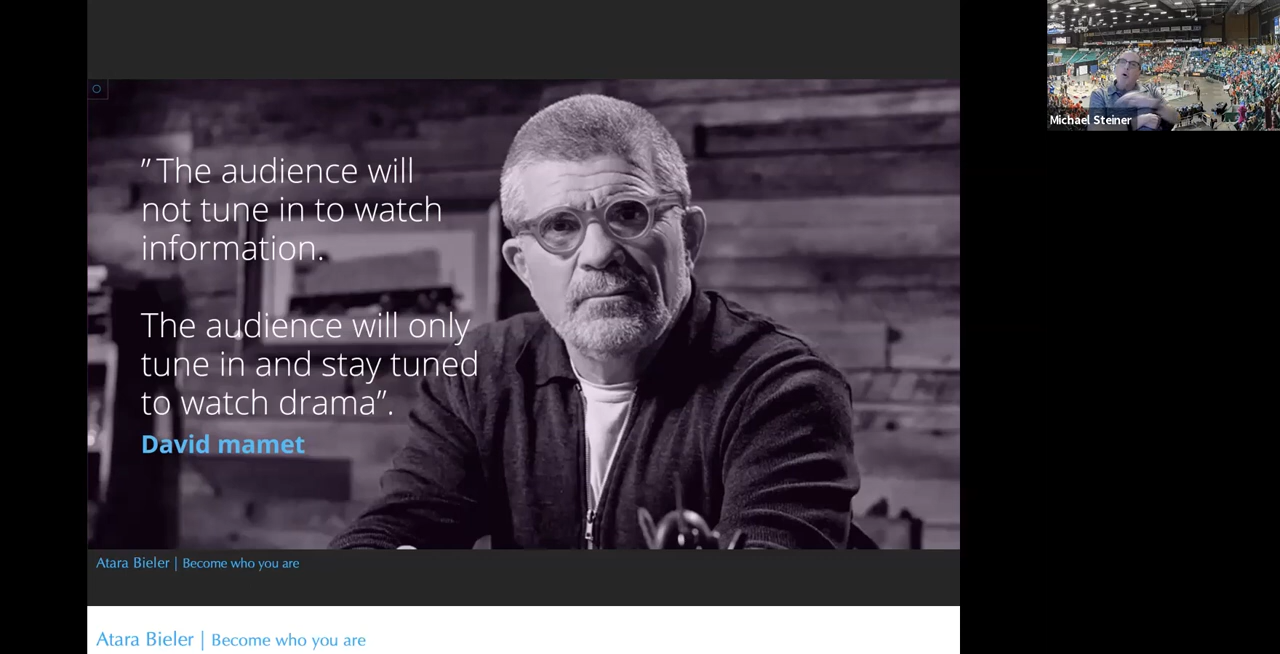 Michael Steiner
" The audience will
not tune in to watch
information.
The audience will only
tune in and stay tuned
to watch drama”.
David mamet
Atara Bieler | Become who you are
Atara Bieler | Become who you are